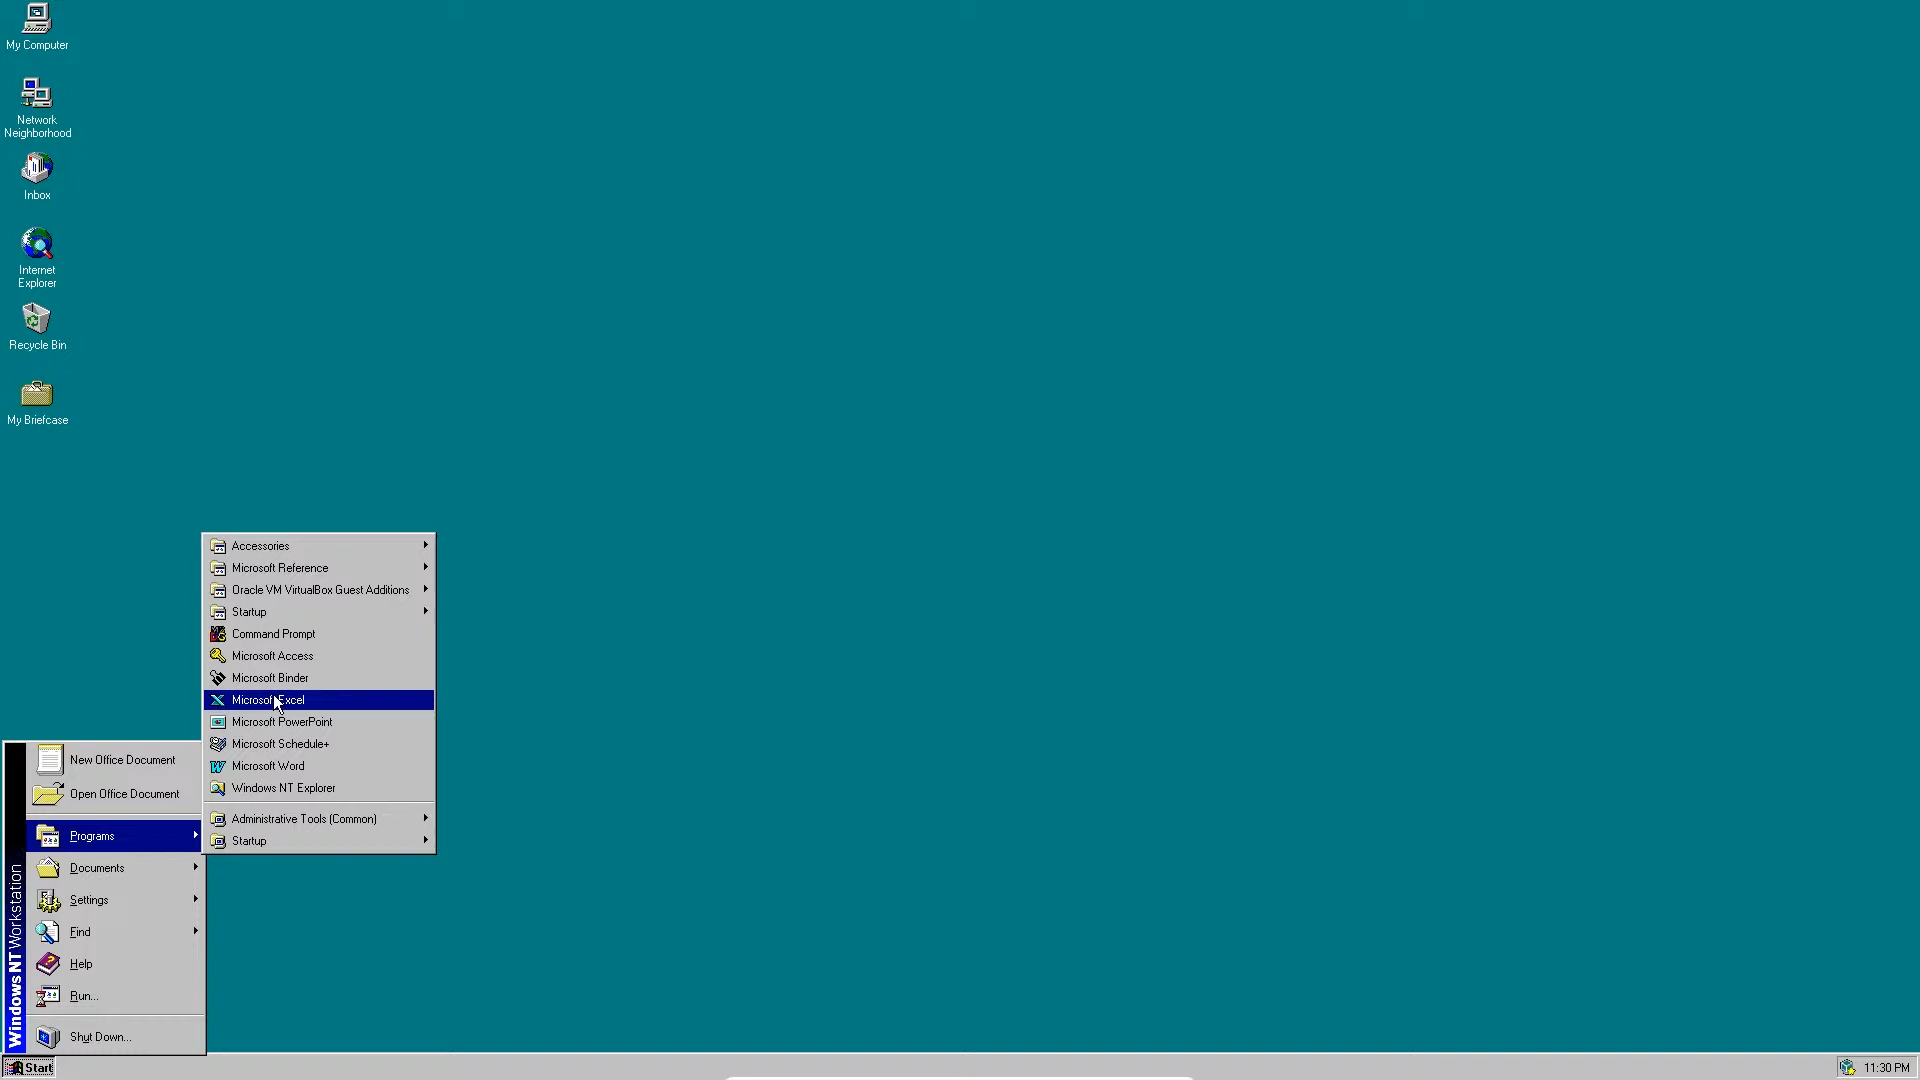 My Computer
Network
Neighborhood
Inbox
Internet
Explorer
Recycle Bin
My Briefcase
Accessories
Microsoft Reference
Oracle VM VirtualBox Guest Additions
Startup
Command Prompt
Microsoft Access
Microsoft Binder
Microsoft Excel
Microsoft PowerPoint
Microsoft Schedule+
Microsoft Word
Windows NT Explorer
Administrative Tools (Common)
Startup
New Office Document
Open Office Document
Programs
Documents
Settings
Find
Help
Run...
Shut Down...
Windows NT Workstation
Start
11:30 PM